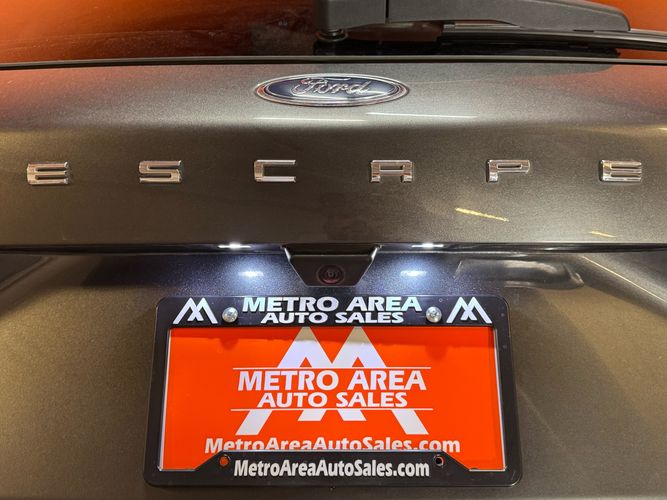 Ford
ESCAPE
METRO AREA
AUTO SALES
METRO AREA
AUTO SALES
MetroAreaAutoSales.com
MetroAreaAutoSales.com